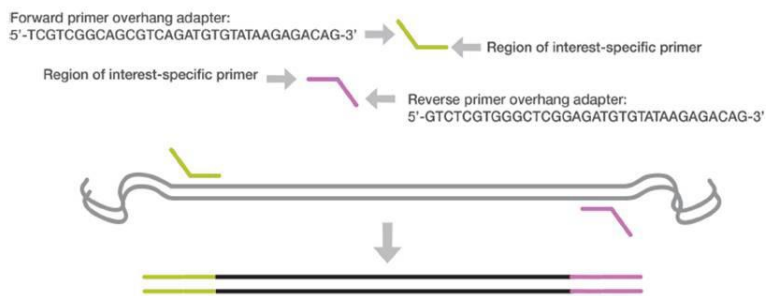 Forward primer overhang adapter:
5'-TCGTCGGCAGCGTCAGATGTGTATAAGAGACAG-3'
Region of interest-specific primer
Region of interest-specific primer
Reverse primer overhang adapter:
5'-GTCTCGTGGGCTCGGAGATGTGTATAAGAGACAG-3'